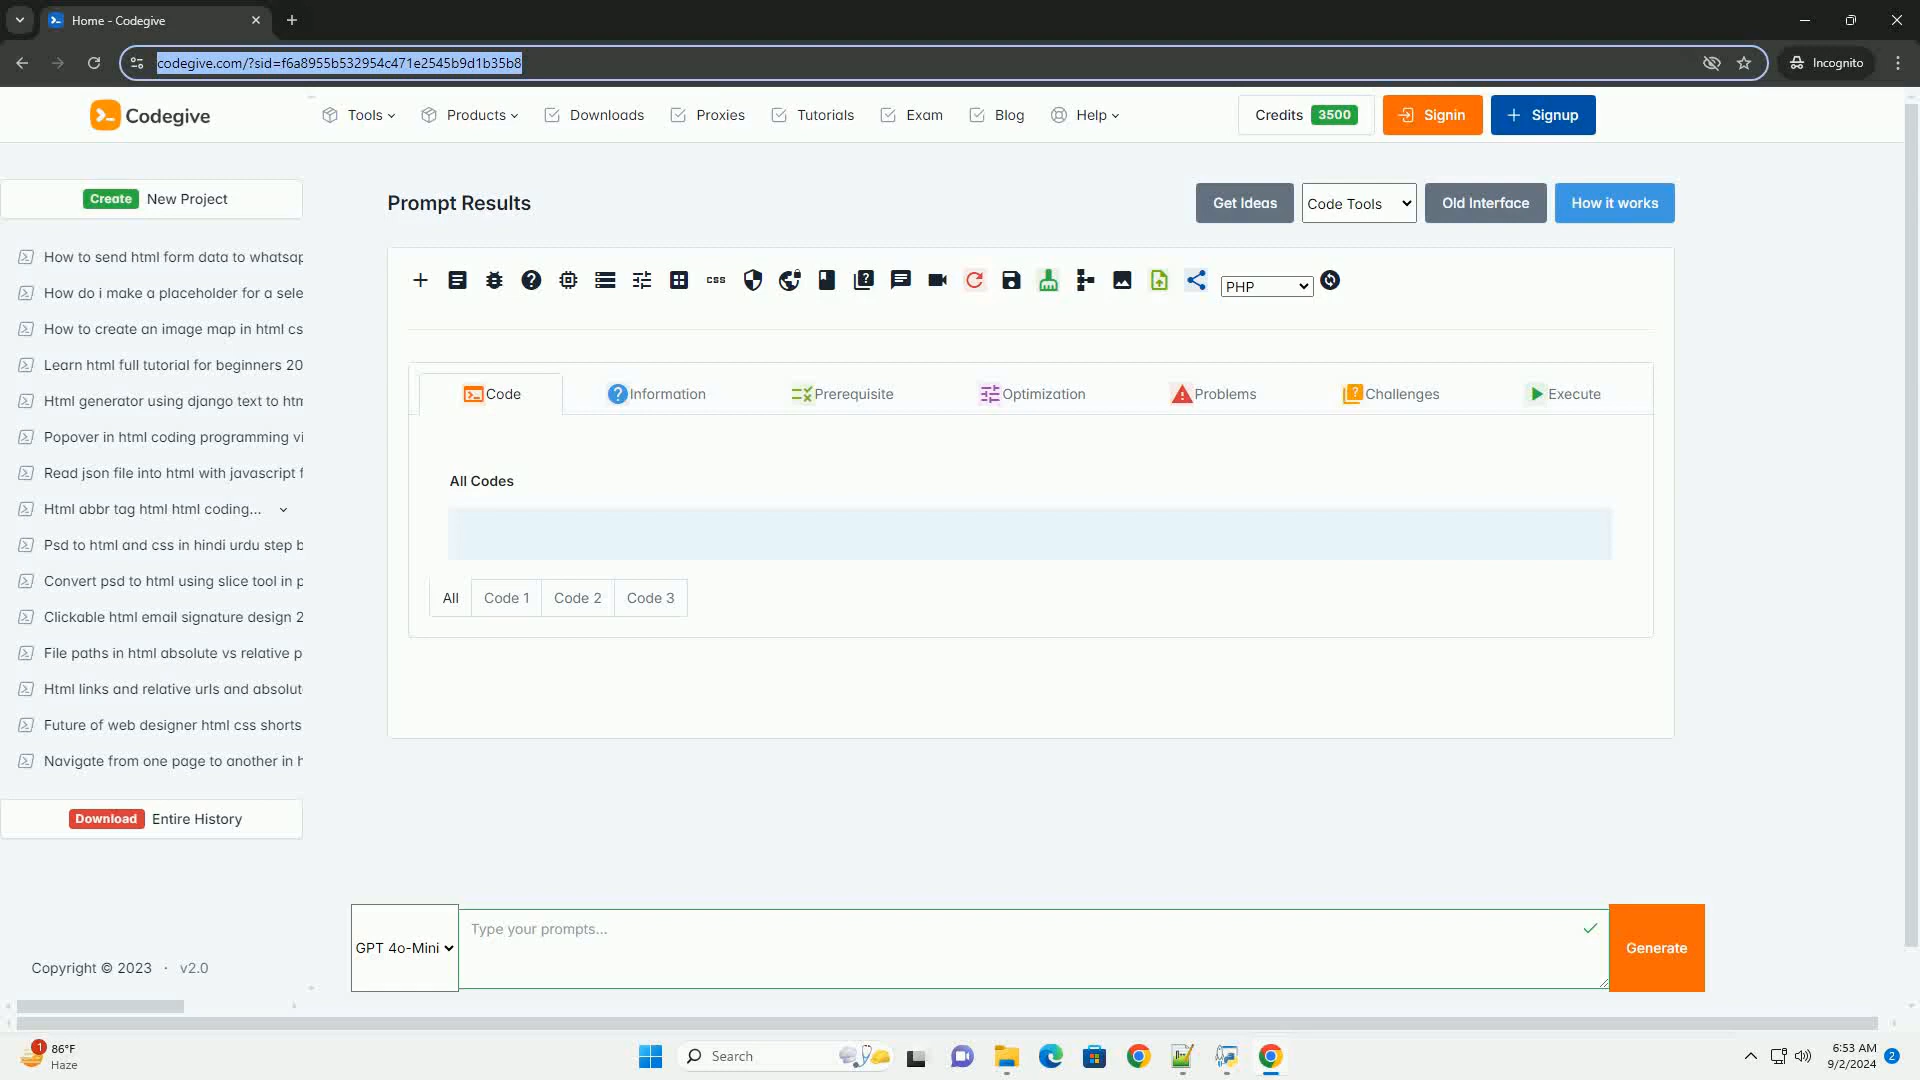 Home - Codegive
codegive.com/?sid=f6a8955b532954c471e2545b9d1b35b8
Incognito
Codegive
Tools
Products
Downloads
Proxies
Tutorials
Exam
Blog
Help
Credits 3500
Signin
Signup
Create New Project
How to send html form data to whatsap
How do i make a placeholder for a sele
How to create an image map in html cs
Learn html full tutorial for beginners 20
Html generator using django text to htm
Popover in html coding programming vi
Read json file into html with javascript f
Html abbr tag html html coding...
Psd to html and css in hindi urdu step b
Convert psd to html using slice tool in p
Clickable html email signature design 2
File paths in html absolute vs relative p
Html links and relative urls and absolut
Future of web designer html css shorts
Navigate from one page to another in h
Download Entire History
Copyright © 2023 · v2.0
Prompt Results
Get Ideas
Code Tools
Old Interface
How it works
css
PHP
Code
Information
Prerequisite
Optimization
Problems
Challenges
Execute
All Codes
All
Code 1
Code 2
Code 3
GPT 4o-Mini
Type your prompts...
Generate
1
86°F
Haze
Search
6:53 AM
9/2/2024
2